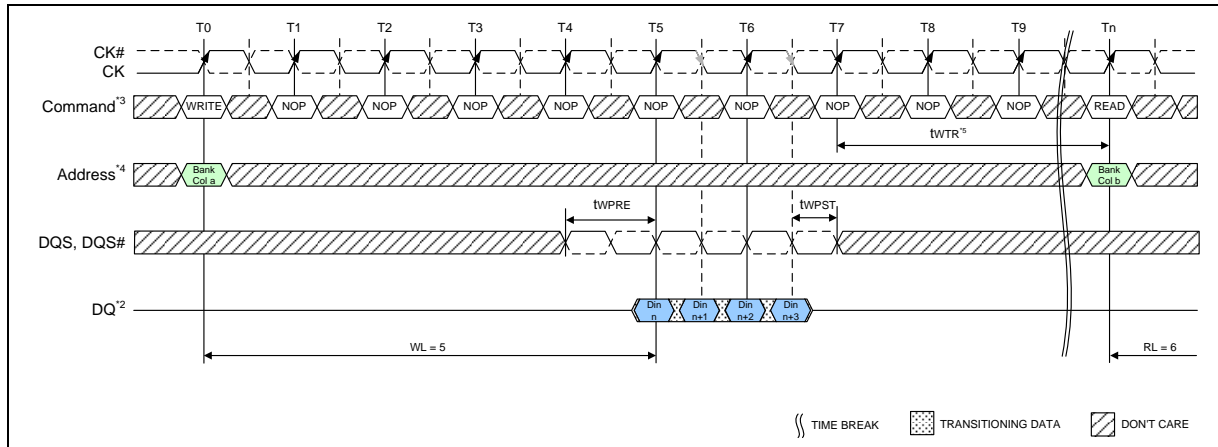 T0 T1 T2 T3 T4 T5 T6 T7 T8 T9 Tn
CK#
CK
Command*3 WRITE NOP NOP NOP NOP NOP NOP NOP NOP NOP READ
tWTR*5
Address*4 Bank Col a Bank Col b
tWPRE tWPST
DQS, DQS#
DQ*2 Din n Din n+1 Din n+2 Din n+3
WL = 5 RL = 6
TIME BREAK TRANSITIONING DATA DON'T CARE